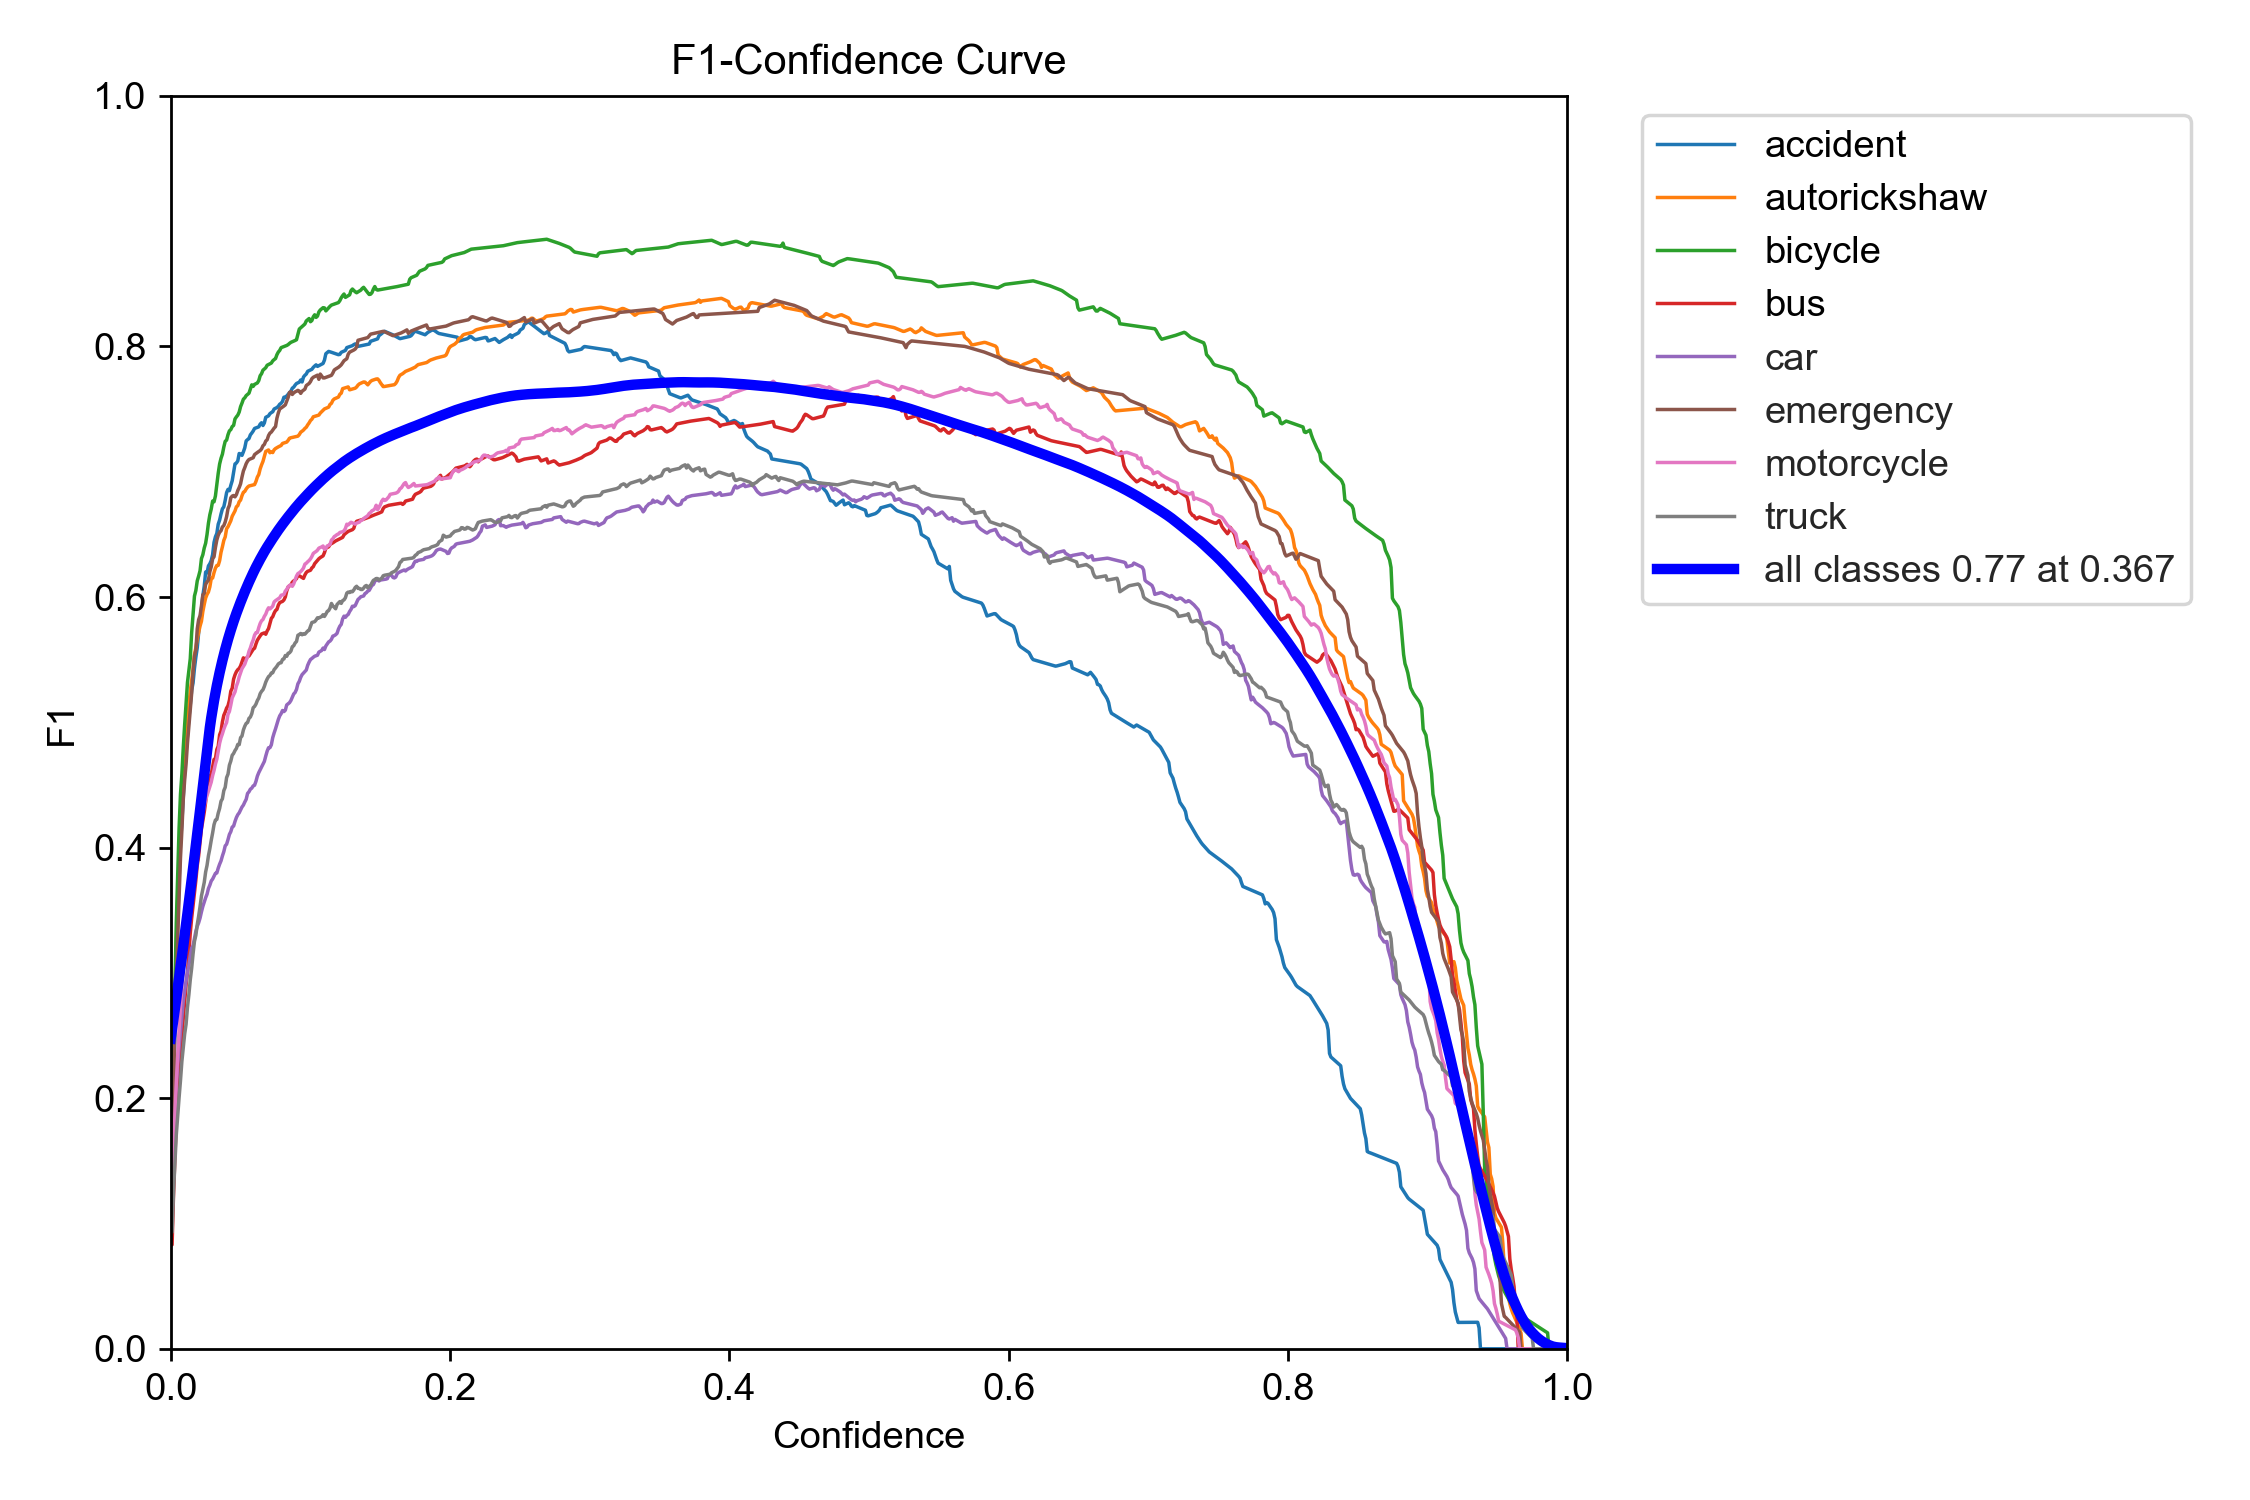 F1-Confidence Curve
1.0
0.8
0.6
0.4
0.2
0.0
F1
0.0 0.2 0.4 0.6 0.8 1.0
Confidence
accident
autorickshaw
bicycle
bus
car
emergency
motorcycle
truck
all classes 0.77 at 0.367